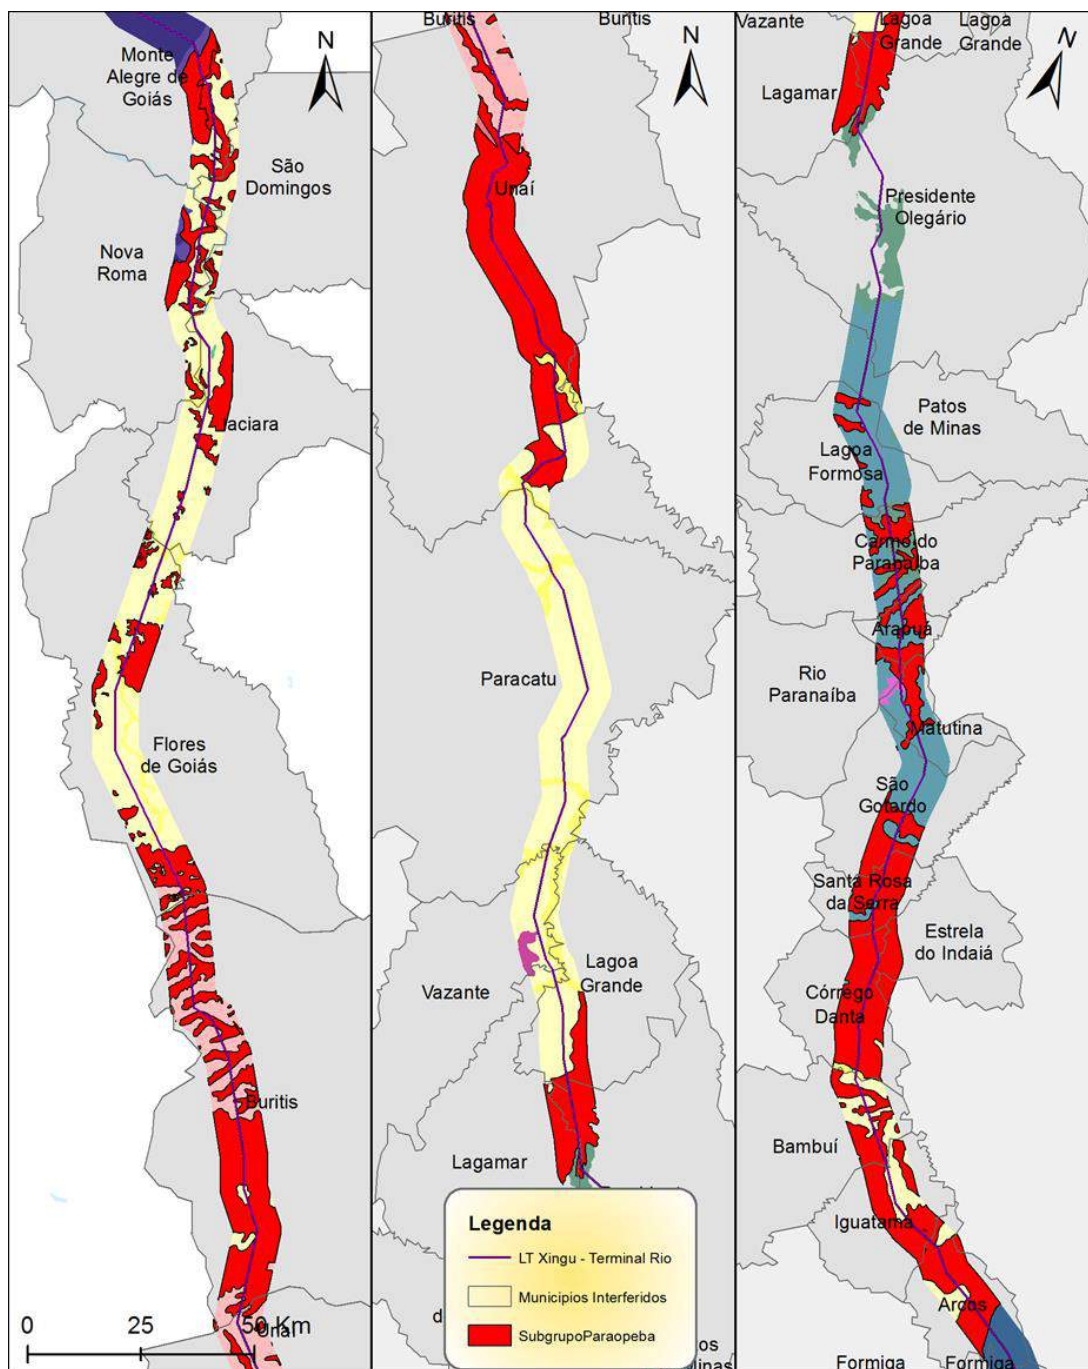 N
Monte
Alegre de
Goiás
São
Domingos
Nova
Roma
Iaciara
Flores
de Goiás
Buritis
Unaí
0
25
50 Km
Buritis
Buritis
N
Unaí
Paracatu
Vazante
Lagoa
Grande
Lagamar
Legenda
LT Xingu - Terminal Rio
Municipios Interferidos
SubgrupoParaopeba
Vazante
Lagoa
Grande
Lagoa
Grande
N
Lagamar
Presidente
Olegário
Patos
de Minas
Lagoa
Formosa
Carmo do
Paranaíba
Arapuá
Rio
Paranaíba
Matutina
São
Gotardo
Santa Rosa
da Serra
Estrela
do Indaiá
Córrego
Danta
Bambuí
Iguatama
Arcos
Formiga
Formiga